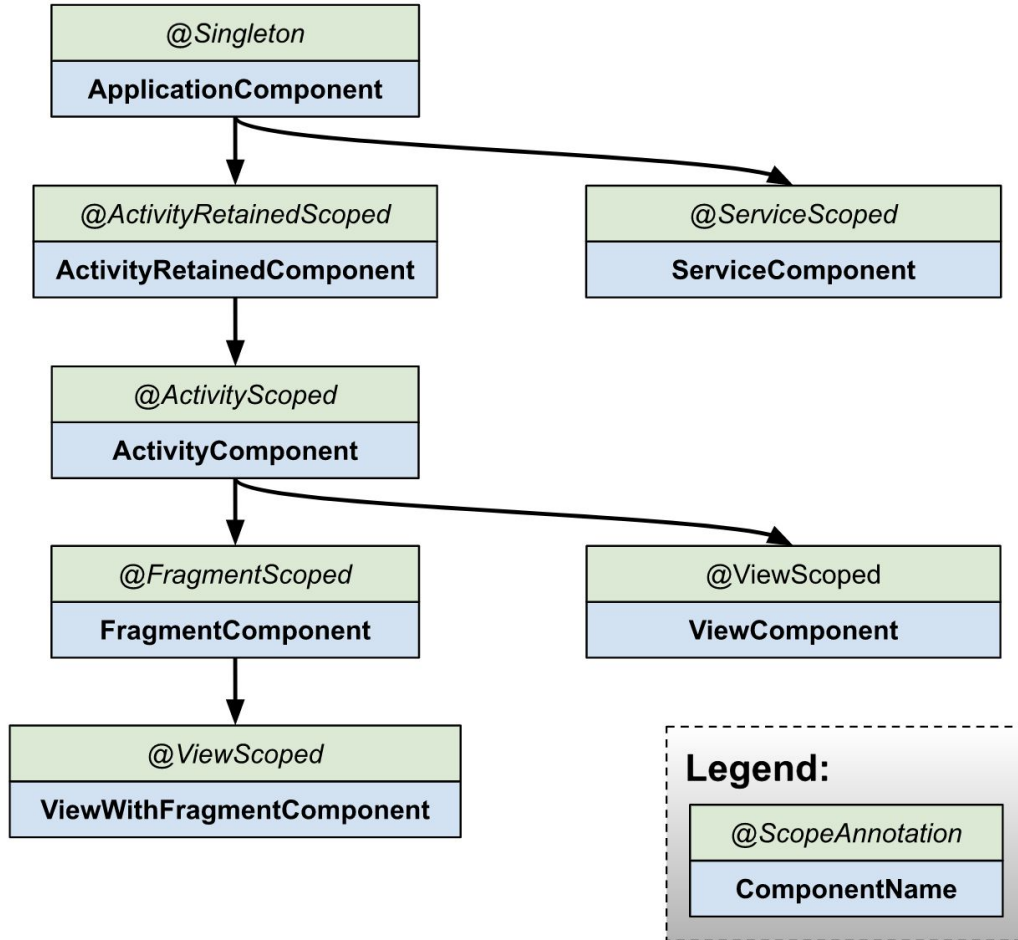 @Singleton
ApplicationComponent
@ActivityRetainedScoped
ActivityRetainedComponent
@ServiceScoped
ServiceComponent
@ActivityScoped
ActivityComponent
@FragmentScoped
FragmentComponent
@ViewScoped
ViewComponent
@ViewScoped
ViewWithFragmentComponent
Legend:
@ScopeAnnotation
ComponentName